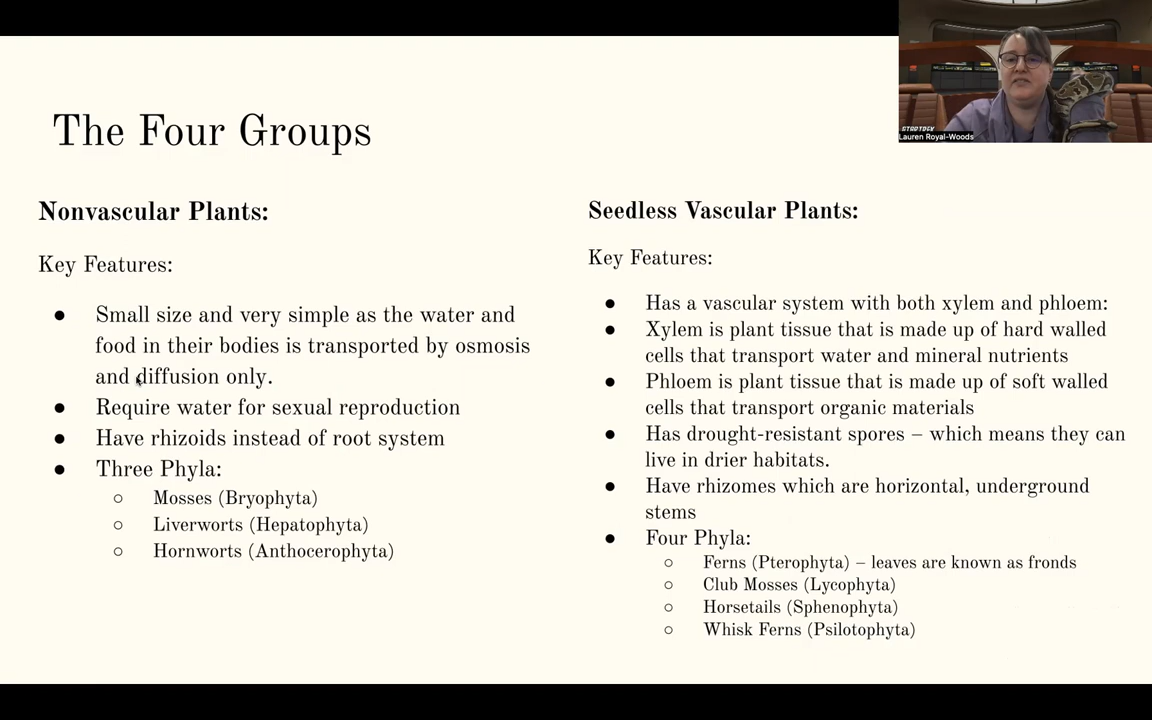 The Four Groups
Nonvascular Plants:
Key Features:
● Small size and very simple as the water and
food in their bodies is transported by osmosis
and diffusion only.
● Require water for sexual reproduction
● Have rhizoids instead of root system
● Three Phyla:
○ Mosses (Bryophyta)
○ Liverworts (Hepatophyta)
○ Hornworts (Anthocerophyta)
Seedless Vascular Plants:
Key Features:
● Has a vascular system with both xylem and phloem:
● Xylem is plant tissue that is made up of hard walled
cells that transport water and mineral nutrients
● Phloem is plant tissue that is made up of soft walled
cells that transport organic materials
● Has drought-resistant spores – which means they can
live in drier habitats.
● Have rhizomes which are horizontal, underground
stems
● Four Phyla:
○ Ferns (Pterophyta) – leaves are known as fronds
○ Club Mosses (Lycophyta)
○ Horsetails (Sphenophyta)
○ Whisk Ferns (Psilotophyta)
STAR TREK
Lauren Royal-Woods